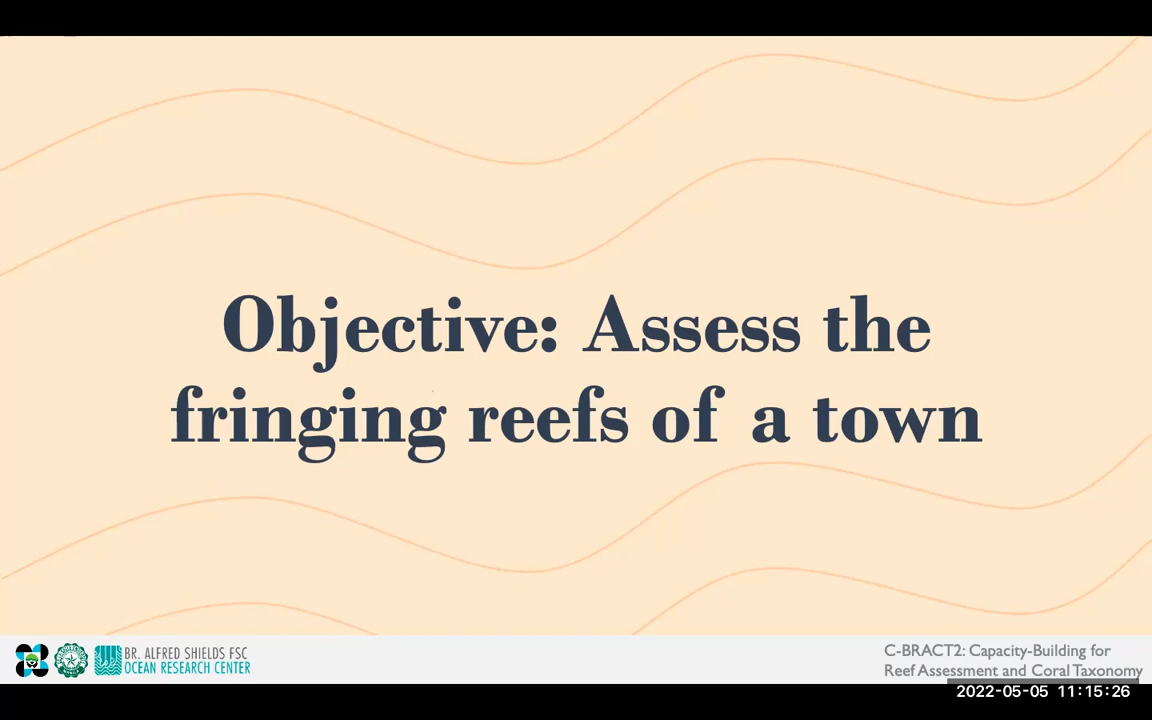 Objective: Assess the
fringing reefs of a town
BR. ALFRED SHIELDS FSC
OCEAN RESEARCH CENTER
C-BRACT2: Capacity-Building for
Reef Assessment and Coral Taxonomy
2022-05-05 11:15:26